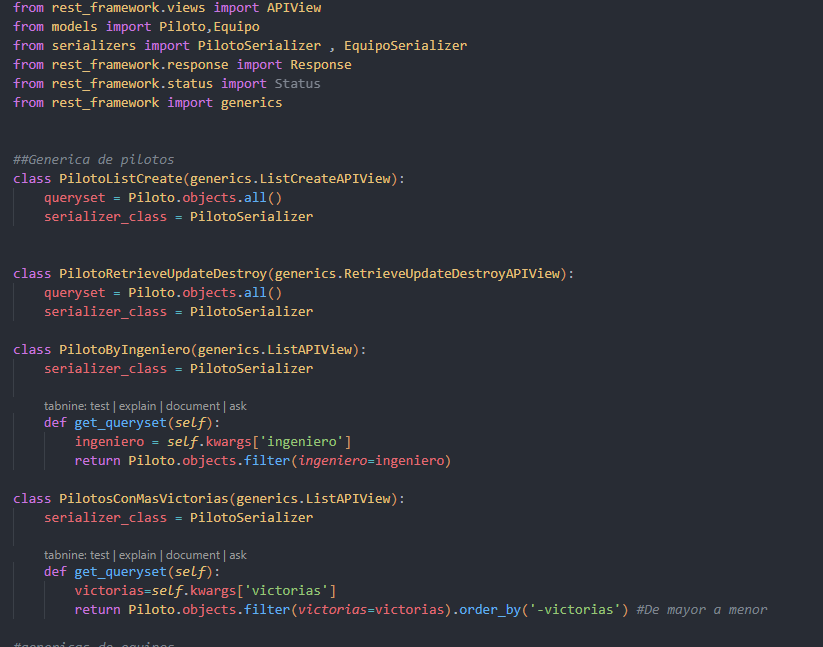 from rest_framework.views import APIView
from models import Piloto,Equipo
from serializers import PilotoSerializer , EquipoSerializer
from rest_framework.response import Response
from rest_framework.status import Status
from rest_framework import generics
##Generica de pilotos
class PilotoListCreate(generics.ListCreateAPIView):
queryset = Piloto.objects.all()
serializer_class = PilotoSerializer
class PilotoRetrieveUpdateDestroy(generics.RetrieveUpdateDestroyAPIView):
queryset = Piloto.objects.all()
serializer_class = PilotoSerializer
class PilotoByIngeniero(generics.ListAPIView):
serializer_class = PilotoSerializer
tabnine: test | explain | document | ask
def get_queryset(self):
ingeniero = self.kwargs['ingeniero']
return Piloto.objects.filter(ingeniero=ingeniero)
class PilotosConMasVictorias(generics.ListAPIView):
serializer_class = PilotoSerializer
tabnine: test | explain | document | ask
def get_queryset(self):
victorias=self.kwargs['victorias']
return Piloto.objects.filter(victorias=victorias).order_by('-victorias') #De mayor a menor
#genericas de equipos